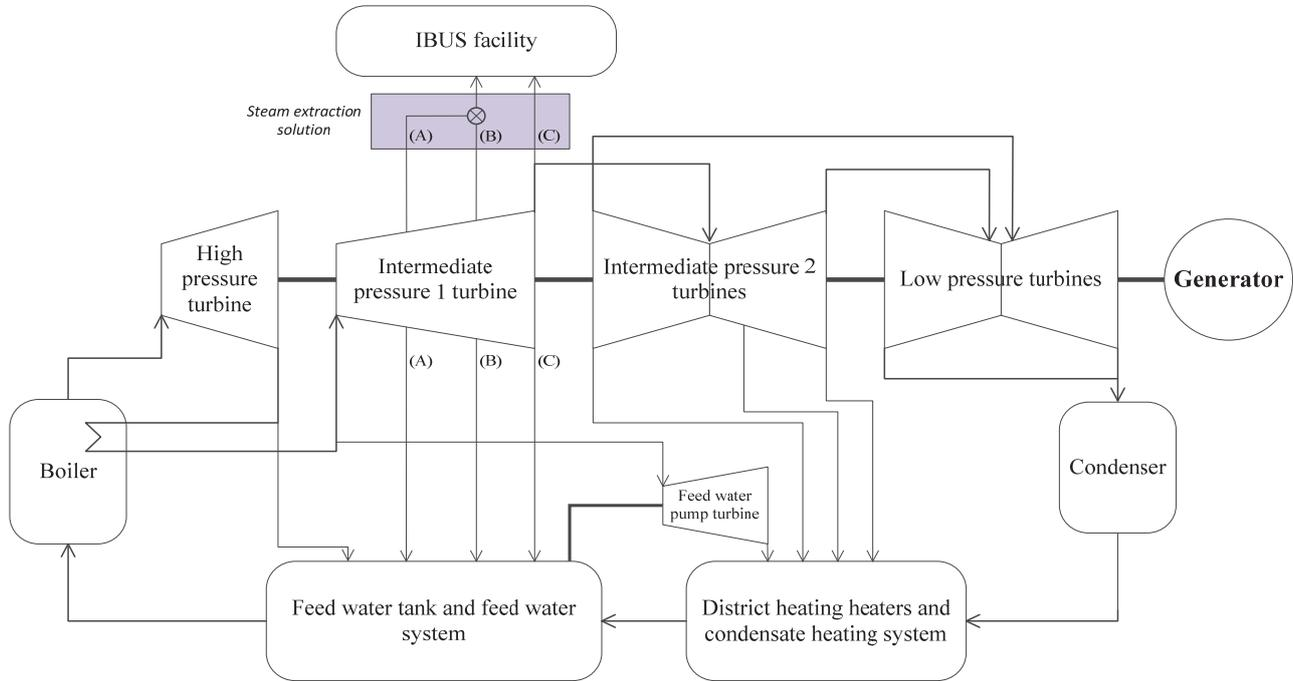 IBUS facility
Steam extraction
solution
(A)
(B)
(C)
High
pressure
turbine
Intermediate
pressure 1 turbine
Intermediate pressure 2
turbines
Low pressure turbines
Generator
(A)
(B)
(C)
Boiler
Condenser
Feed water
pump turbine
Feed water tank and feed water
system
District heating heaters and
condensate heating system